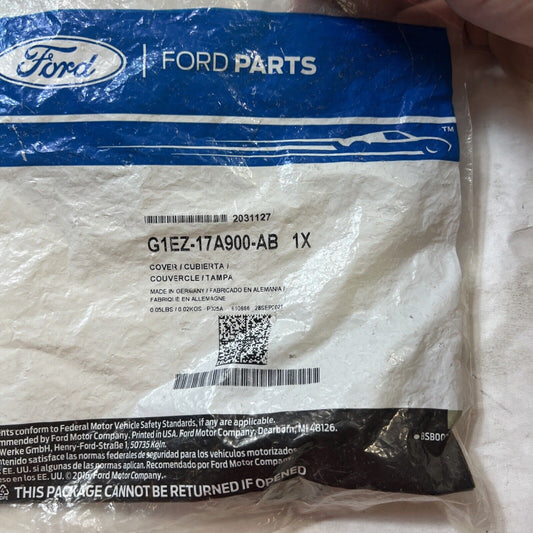 Ford | FORD PARTS
TM
2031127
G1EZ-17A900-AB 1X
COVER / CUBIERTA /
COUVERCLE / TAMPA
MADE IN GERMANY / FABRICADO EN ALEMANIA /
FABRIQUÉ EN ALLEMAGNE
0.05LBS / 0.02KGS P025A
ents conform to Federal Motor Vehicle Safety Standards, if any are applicable.
mmended by Ford Motor Company. Printed in USA. Ford Motor Company, Dearborn, MI 48126.
Werke GmbH, Henry-Ford-Straße 1, 50735 Köln.
ntenido satisface las normas federales de seguridad para los vehiculos motorizados
EE. UU. si algunas de las normas aplican. Recomendado por Ford Motor Company.
eso en los EE. UU. © 2016, Ford Motor Company.
THIS PACKAGE CANNOT BE RETURNED IF OPENED